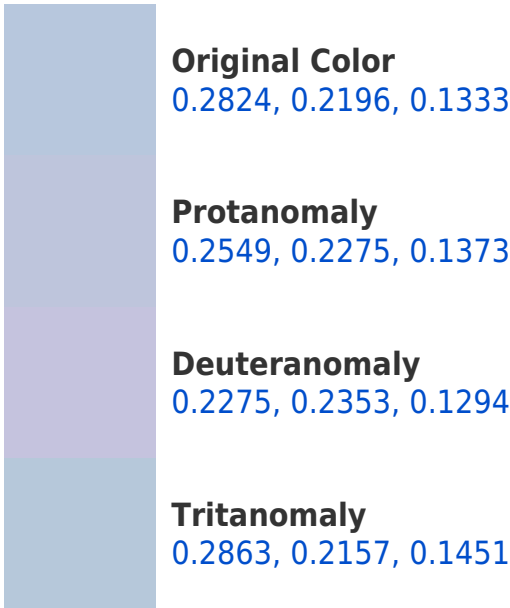 Original Color
0.2824, 0.2196, 0.1333
Protanomaly
0.2549, 0.2275, 0.1373
Deuteranomaly
0.2275, 0.2353, 0.1294
Tritanomaly
0.2863, 0.2157, 0.1451